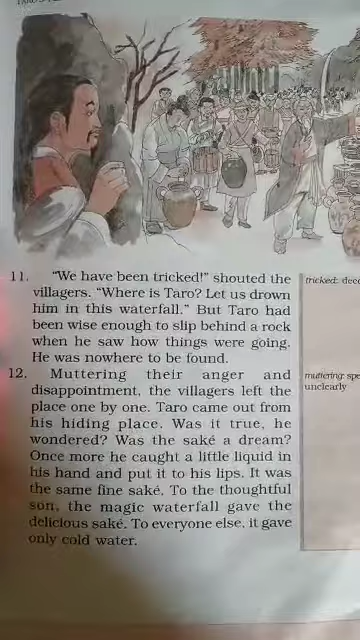 11. "We have been tricked!" shouted the
villagers. "Where is Taro? Let us drown
him in this waterfall." But Taro had
been wise enough to slip behind a rock
when he saw how things were going.
He was nowhere to be found.
12. Muttering their anger and
disappointment, the villagers left the
place one by one. Taro came out from
his hiding place. Was it true, he
wondered? Was the saké a dream?
Once more he caught a little liquid in
his hand and put it to his lips. It was
the same fine saké. To the thoughtful
son, the magic waterfall gave the
delicious saké. To everyone else, it gave
only cold water.
tricked:
muttering:
unclearly